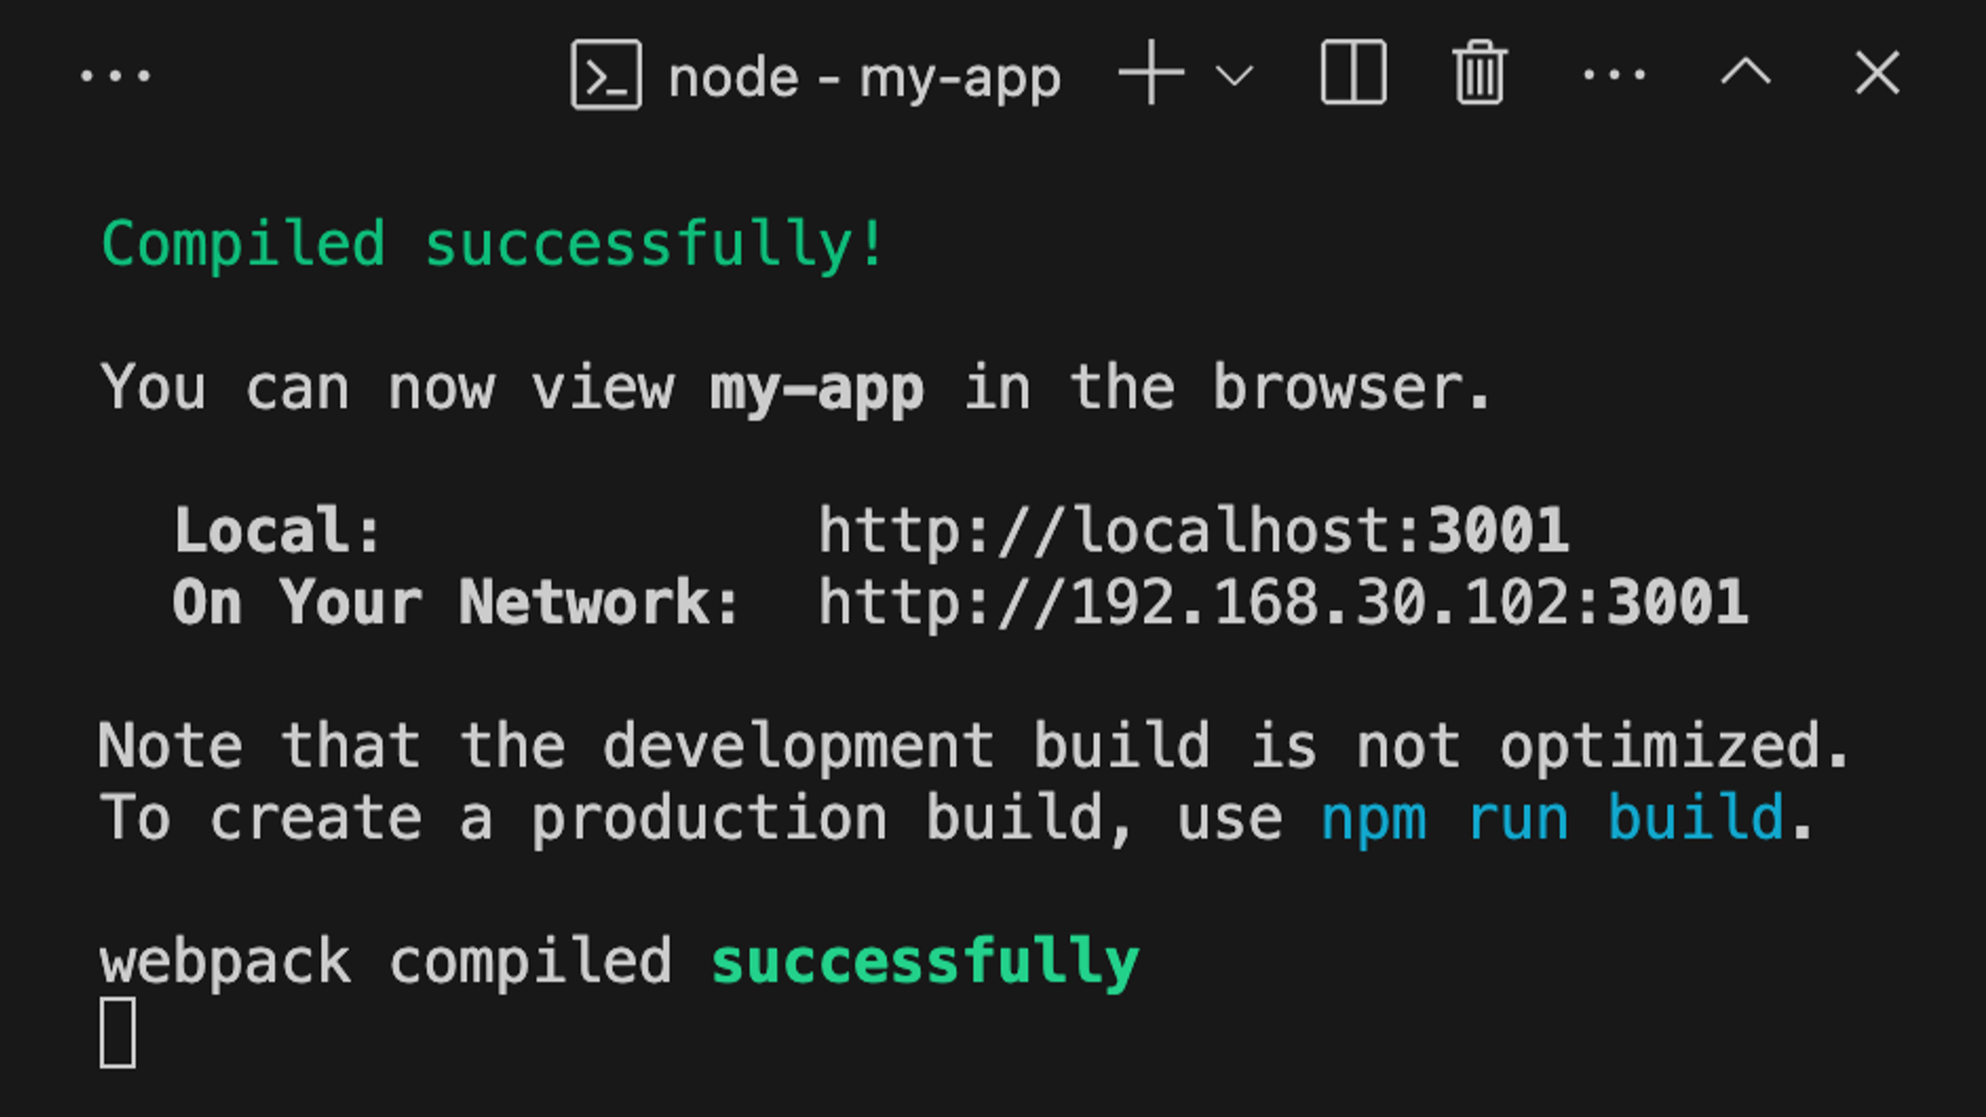 node - my-app
Compiled successfully!
You can now view my-app in the browser.
Local: http://localhost:3001
On Your Network: http://192.168.30.102:3001
Note that the development build is not optimized.
To create a production build, use npm run build.
webpack compiled successfully